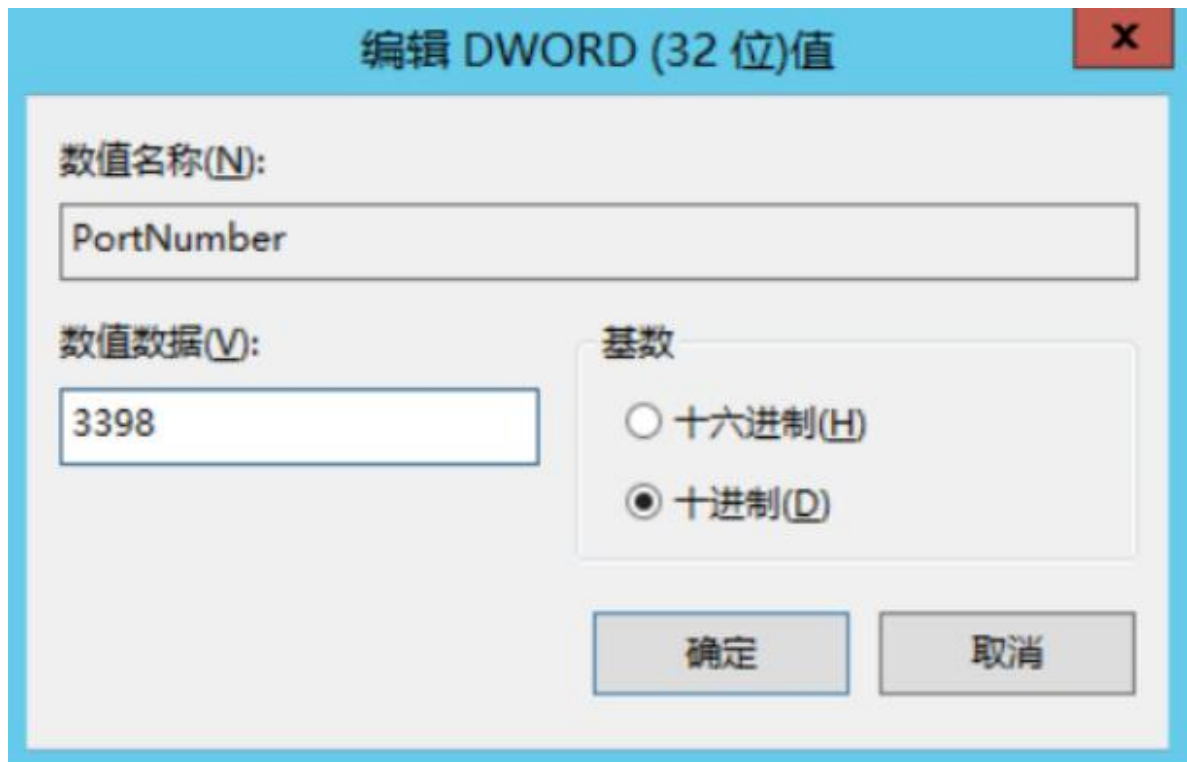 编辑 DWORD (32 位)值
x
数值名称(N):
PortNumber
数值数据(V):
基数
3398
十六进制(H)
十进制(D)
确定
取消